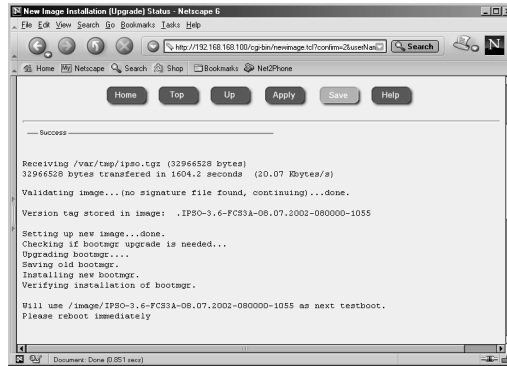 New Image Installation (Upgrade) Status - Netscape 6
File Edit View Search Go Bookmarks Tasks Help
http://192.168.168.100/cgi-bin/newimage.tcl?confirm=2&userNam
Search
N
Home Netscape Search Shop Bookmarks Net2Phone
Home Top Up Apply Save Help
Success
Receiving /var/tmp/ipso.tgz (32966528 bytes)
32966528 bytes transfered in 1604.2 seconds (20.07 Kbytes/s)
Validating image...(no signature file found, continuing)...done.
Version tag stored in image: .IPSO-3.6-FCS3A-08.07.2002-080000-1055
Setting up new image...done.
Checking if bootmgr upgrade is needed...
Upgrading bootmgr....
Saving old bootmgr.
Installing new bootmgr.
Verifying installation of bootmgr.
Will use /image/IPSO-3.6-FCS3A-08.07.2002-080000-1055 as next testboot.
Please reboot immediately
Document: Done (0.851 secs)